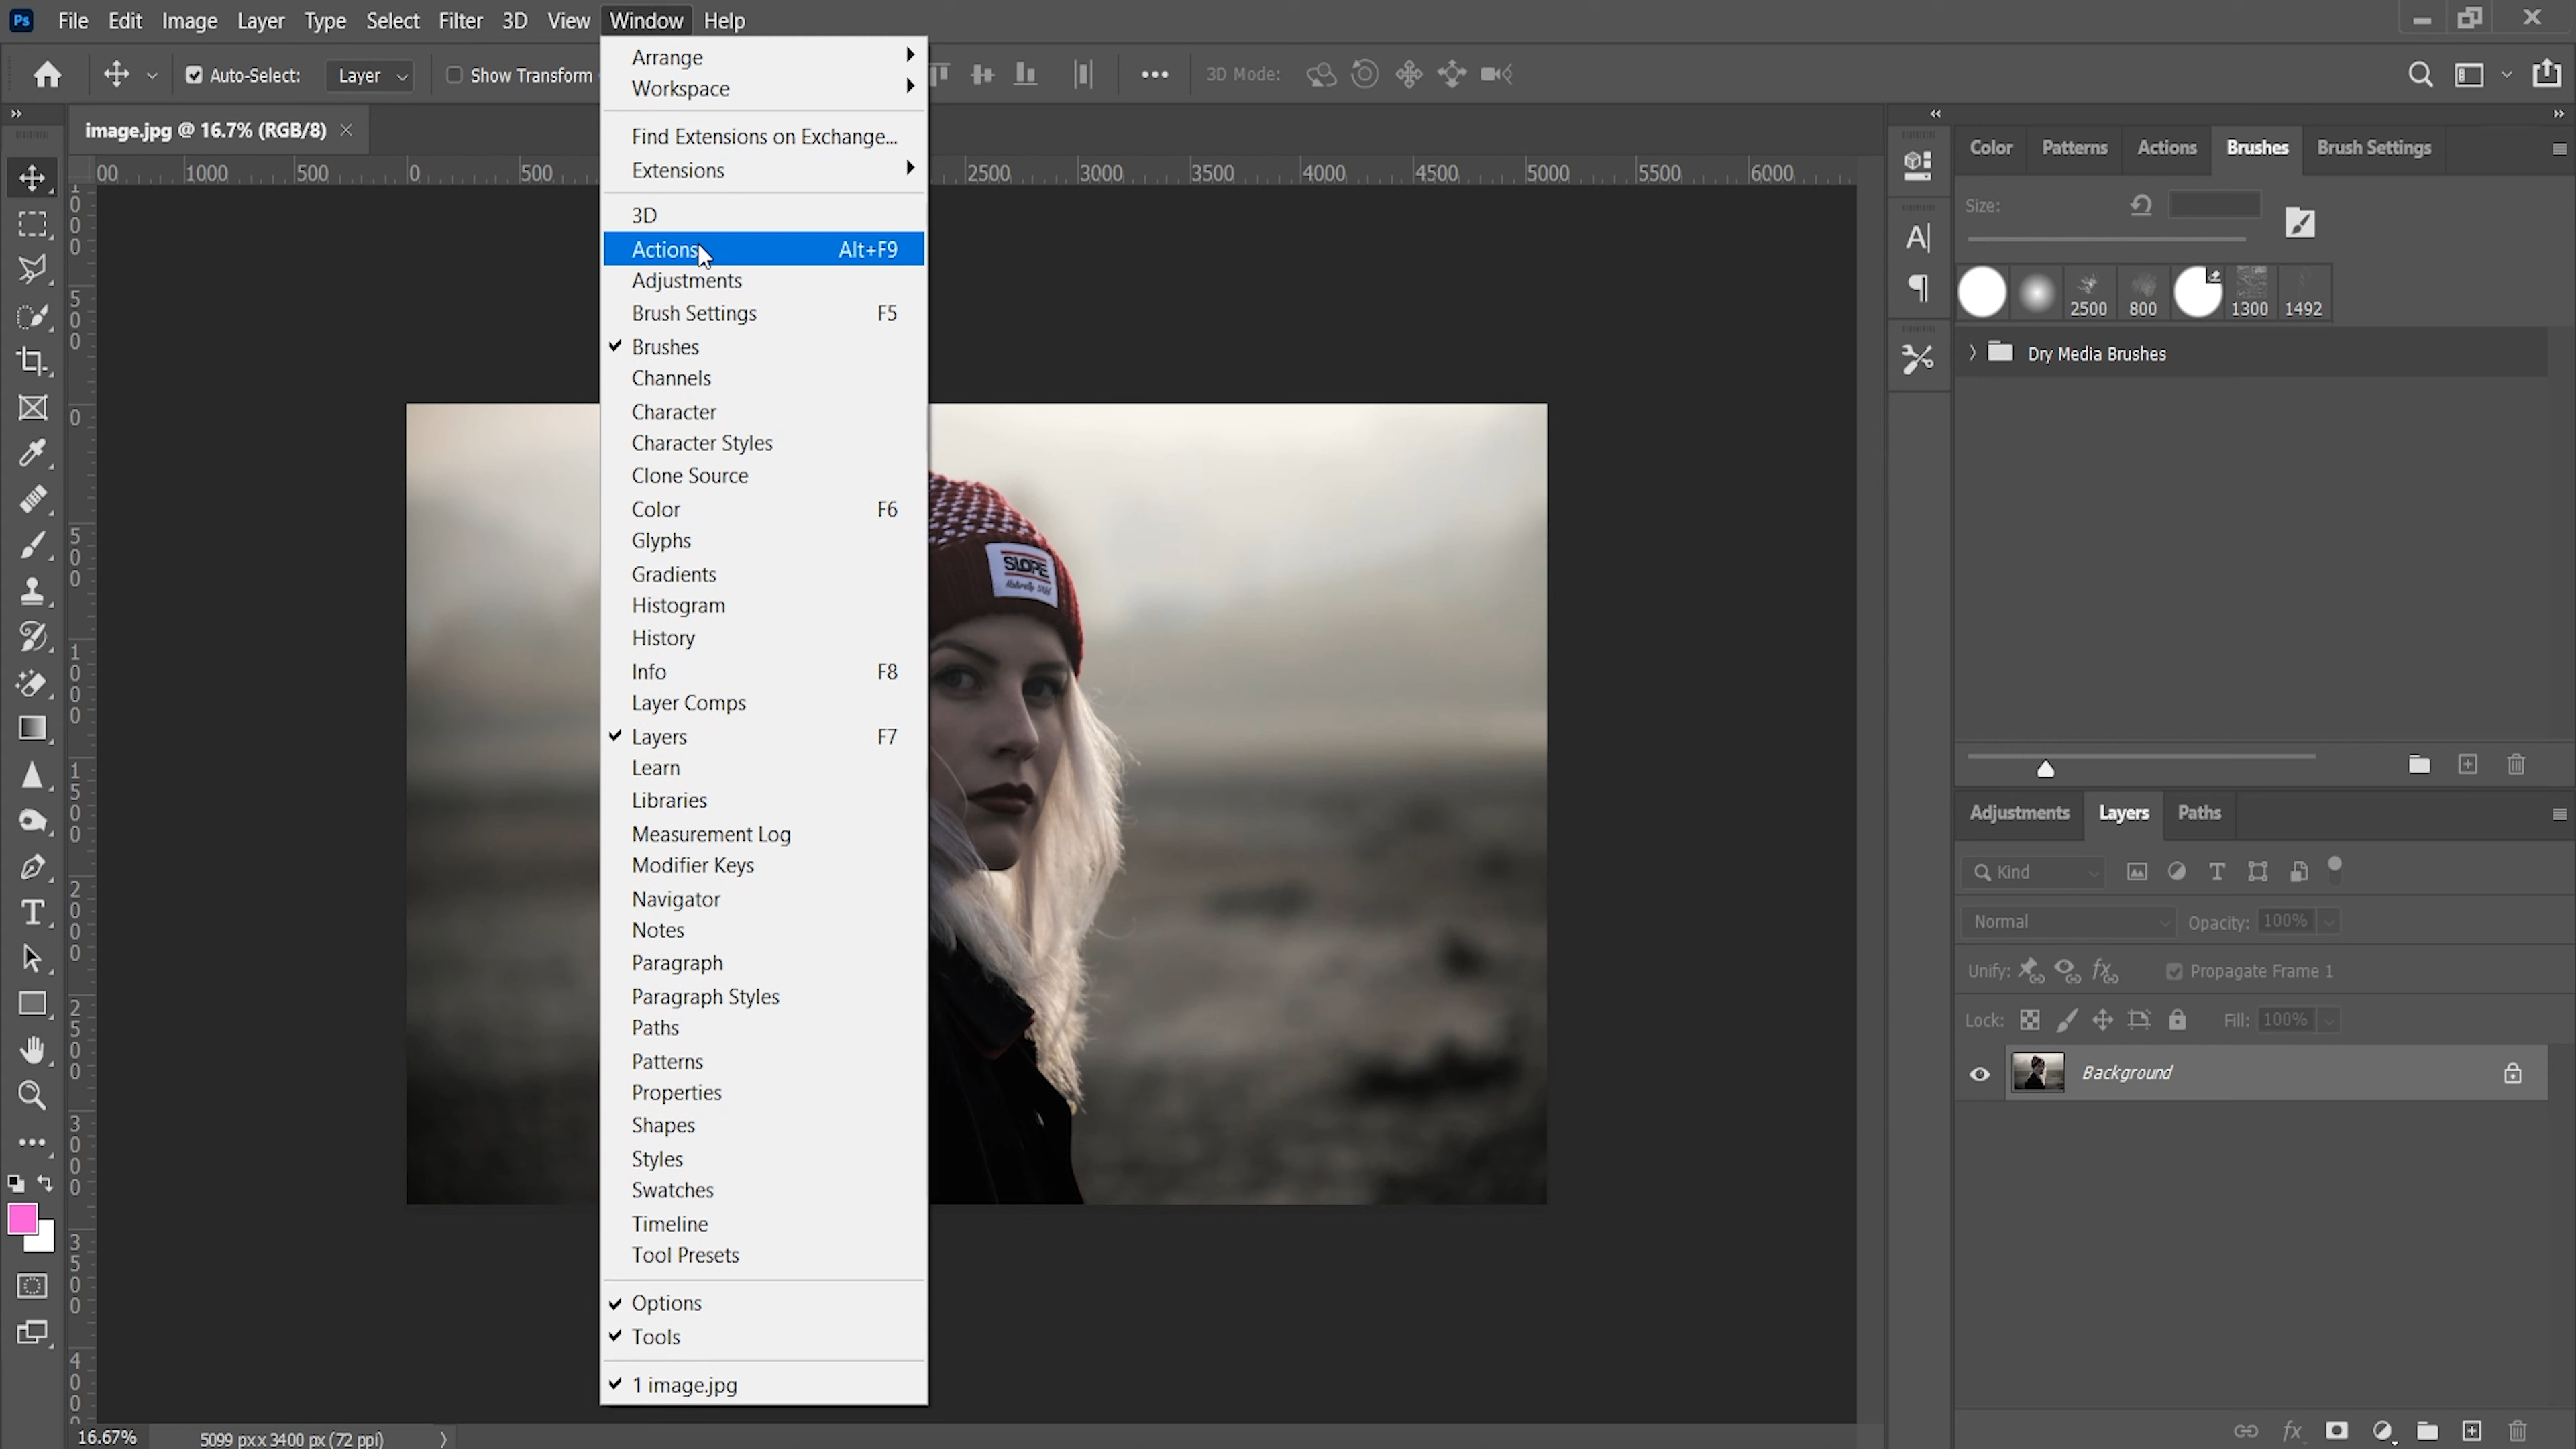 Ps File Edit Image Layer Type Select Filter 3D View Window Help
Auto-Select: Layer Show Transform 3D Mode:
image.jpg @ 16.7% (RGB/8)
00 1000 500 0 500 2500 3000 3500 4000 4500 5000 5500 6000
Arrange
Workspace
Find Extensions on Exchange...
Extensions
3D
Actions Alt+F9
Adjustments
Brush Settings F5
Brushes
Channels
Character
Character Styles
Clone Source
Color F6
Glyphs
Gradients
Histogram
History
Info F8
Layer Comps
Layers F7
Learn
Libraries
Measurement Log
Modifier Keys
Navigator
Notes
Paragraph
Paragraph Styles
Paths
Patterns
Properties
Shapes
Styles
Swatches
Timeline
Tool Presets
Options
Tools
1 image.jpg
SLOPE
Color Patterns Actions Brushes Brush Settings
Size:
2500 800 1300 1492
Dry Media Brushes
Adjustments Layers Paths
Kind
Normal Opacity: 100%
Unify: Propagate Frame 1
Lock: Fill: 100%
Background
16.67% 5099 px x 3400 px (72 ppi)